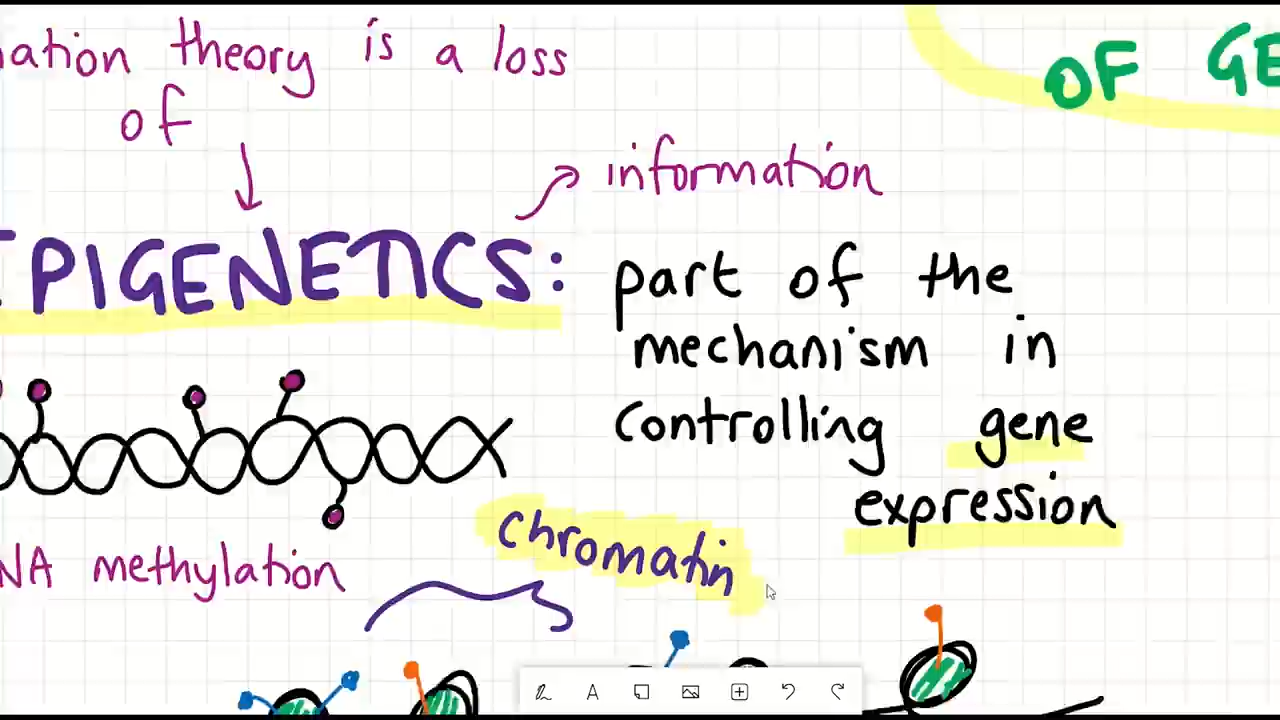 ation theory is a loss
of
OF GE
information
EPIGENETICS:
part of the
mechanism in
controlling gene
expression
Chromatin
NA methylation
A